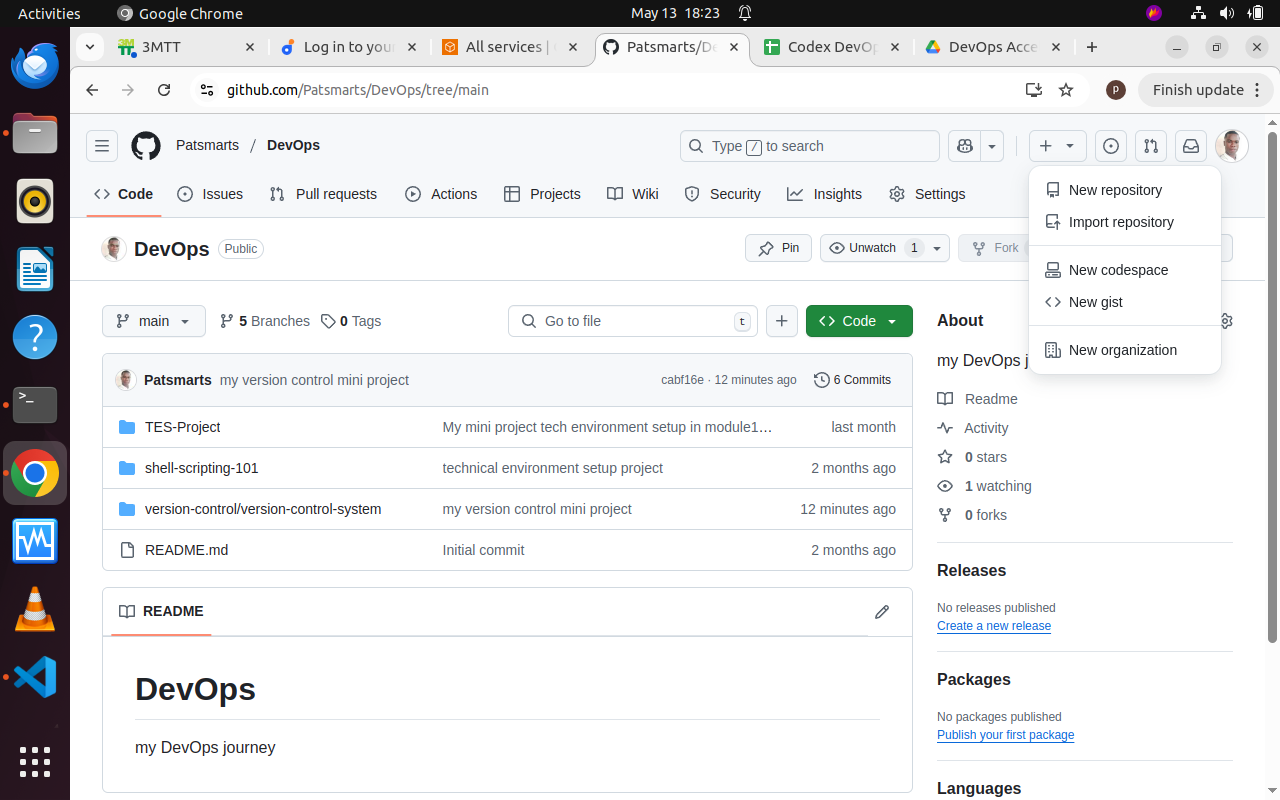 Activities Google Chrome May 13 18:23
3MTT Log in to your All services | Patsmarts/De Codex DevOp DevOps Acce
github.com/Patsmarts/DevOps/tree/main p Finish update
Patsmarts / DevOps Type / to search
Code Issues Pull requests Actions Projects Wiki Security Insights Settings
New repository
Import repository
New codespace
New gist
New organization
DevOps Public Pin Unwatch 1 Fork
main 5 Branches 0 Tags Go to file t Code
Patsmarts my version control mini project cabf16e · 12 minutes ago 6 Commits
TES-Project My mini project tech environment setup in module1… last month
shell-scripting-101 technical environment setup project 2 months ago
version-control/version-control-system my version control mini project 12 minutes ago
README.md Initial commit 2 months ago
README
DevOps
my DevOps journey
About
my DevOps j
Readme
Activity
0 stars
1 watching
0 forks
Releases
No releases published
Create a new release
Packages
No packages published
Publish your first package
Languages